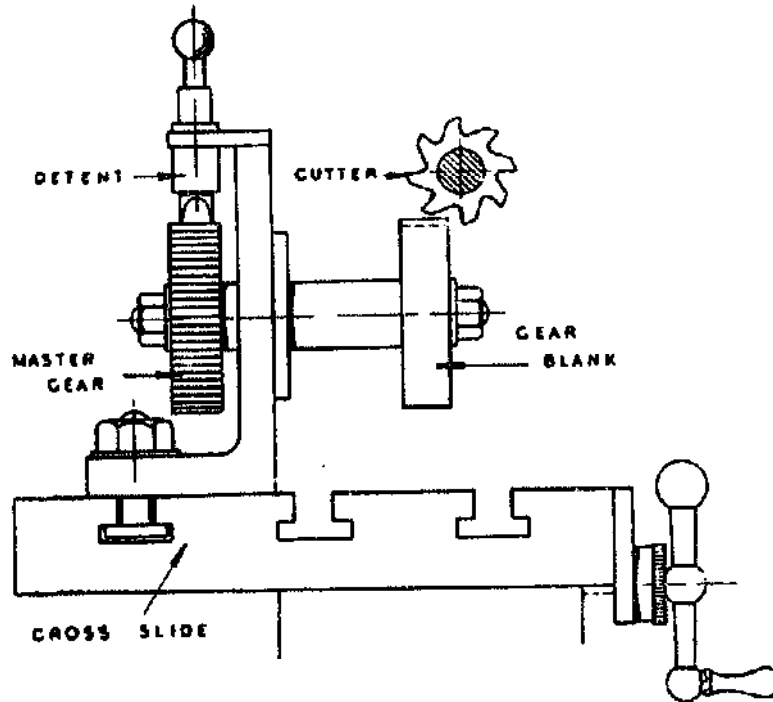 DETENT
CUTTER
MASTER
GEAR
GEAR
BLANK
CROSS SLIDE